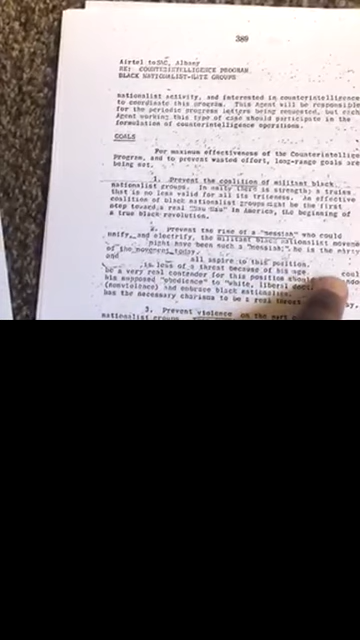 389
Airtel to SAC, Albany
RE: COUNTERINTELLIGENCE PROGRAM
BLACK NATIONALIST-HATE GROUPS
nationalist activity, and interested in counterintelligence
to coordinate this program. This Agent will be responsible
for the periodic progress letters being requested, but each
Agent working this type of case should participate in the
formulation of counterintelligence operations.
GOALS
For maximum effectiveness of the Counterintellige
Program, and to prevent wasted effort, long-range goals are
being set.
1. Prevent the coalition of militant black
nationalist groups. In unity there is strength; a truism
that is no less valid for all its triteness. An effective
coalition of black nationalist groups might be the first
step toward a real in America, the beginning of
a true black revolution.
2. Prevent the rise of a "messiah" who could
unify, and electrify, the militant black nationalist movem
might have been such a "messiah;" he is the martyr
of the movement today.
and all aspire to this position.
is less of a threat because of his age. coul
be a very real contender for this position should
his supposed "obedience" to "white, liberal doct
(nonviolence) and embrace black nationalism.
has the necessary charisma to be a real threat
3. Prevent violence on the part
nationalist groups.